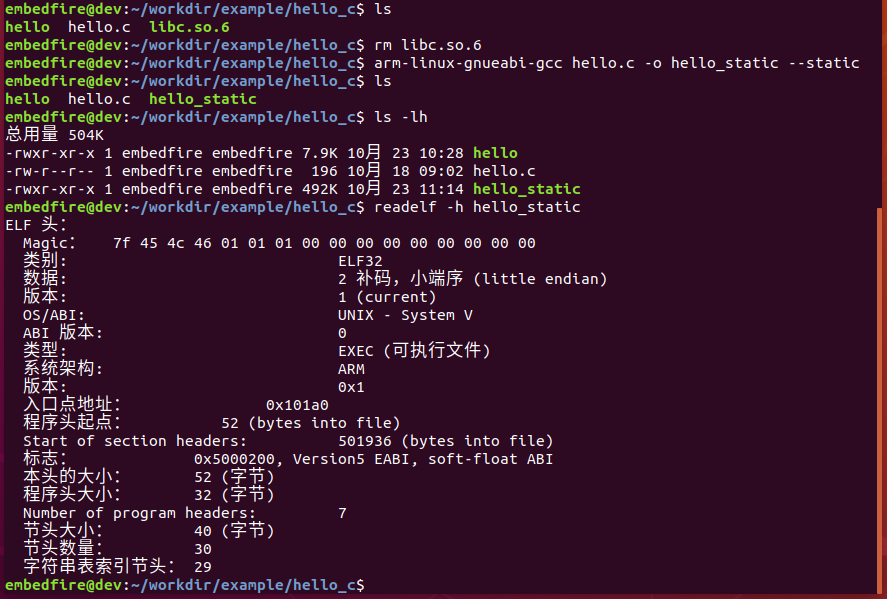 embedfire@dev:~/workdir/example/hello_c$ ls
hello  hello.c  libc.so.6
embedfire@dev:~/workdir/example/hello_c$ rm libc.so.6
embedfire@dev:~/workdir/example/hello_c$ arm-linux-gnueabi-gcc hello.c -o hello_static --static
embedfire@dev:~/workdir/example/hello_c$ ls
hello  hello.c  hello_static
embedfire@dev:~/workdir/example/hello_c$ ls -lh
总用量 504K
-rwxr-xr-x 1 embedfire embedfire 7.9K 10月 23 10:28 hello
-rw-r--r-- 1 embedfire embedfire  196 10月 18 09:02 hello.c
-rwxr-xr-x 1 embedfire embedfire 492K 10月 23 11:14 hello_static
embedfire@dev:~/workdir/example/hello_c$ readelf -h hello_static
ELF 头：
  Magic：   7f 45 4c 46 01 01 01 00 00 00 00 00 00 00 00 00
  类别:                              ELF32
  数据:                              2 补码，小端序 (little endian)
  版本:                              1 (current)
  OS/ABI:                            UNIX - System V
  ABI 版本:                          0
  类型:                              EXEC (可执行文件)
  系统架构:                          ARM
  版本:                              0x1
  入口点地址：               0x101a0
  程序头起点：          52 (bytes into file)
  Start of section headers:          501936 (bytes into file)
  标志：             0x5000200, Version5 EABI, soft-float ABI
  本头的大小：       52 (字节)
  程序头大小：       32 (字节)
  Number of program headers:         7
  节头大小：         40 (字节)
  节头数量：         30
  字符串表索引节头： 29
embedfire@dev:~/workdir/example/hello_c$